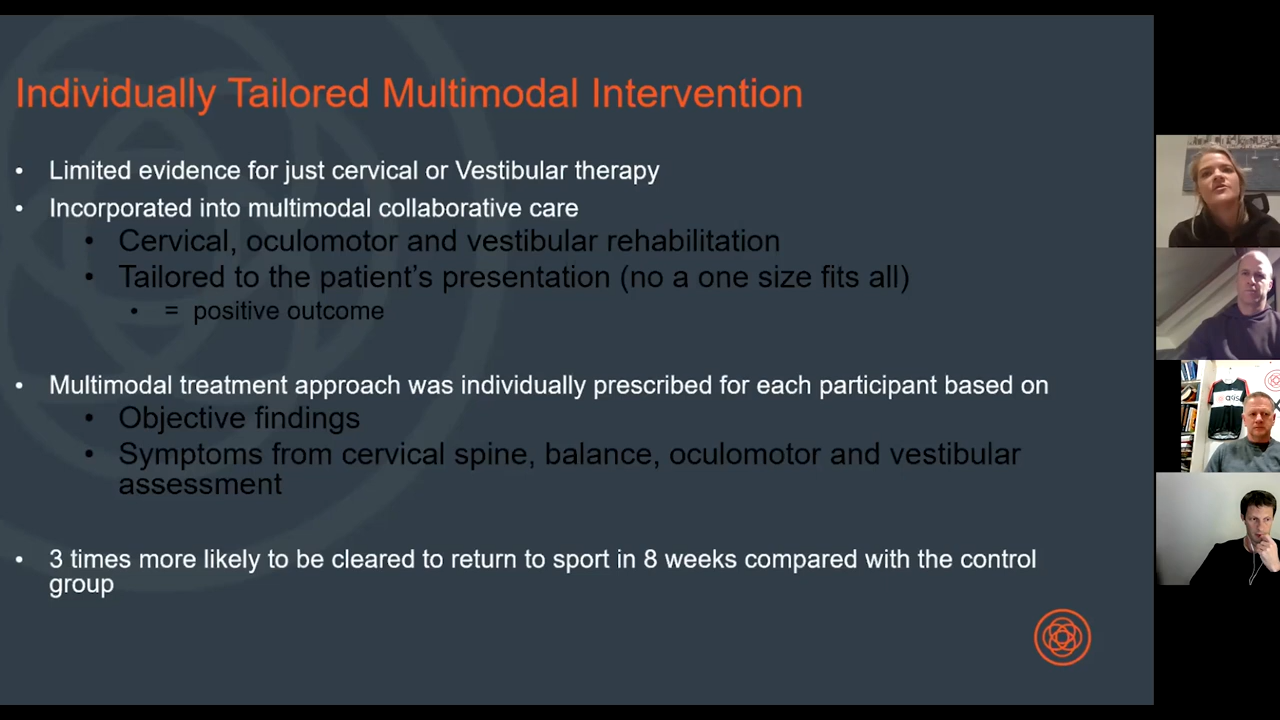 Individually Tailored Multimodal Intervention
• Limited evidence for just cervical or Vestibular therapy
• Incorporated into multimodal collaborative care
• Cervical, oculomotor and vestibular rehabilitation
• Tailored to the patient’s presentation (no a one size fits all)
• = positive outcome
• Multimodal treatment approach was individually prescribed for each participant based on
• Objective findings
• Symptoms from cervical spine, balance, oculomotor and vestibular
assessment
• 3 times more likely to be cleared to return to sport in 8 weeks compared with the control
group